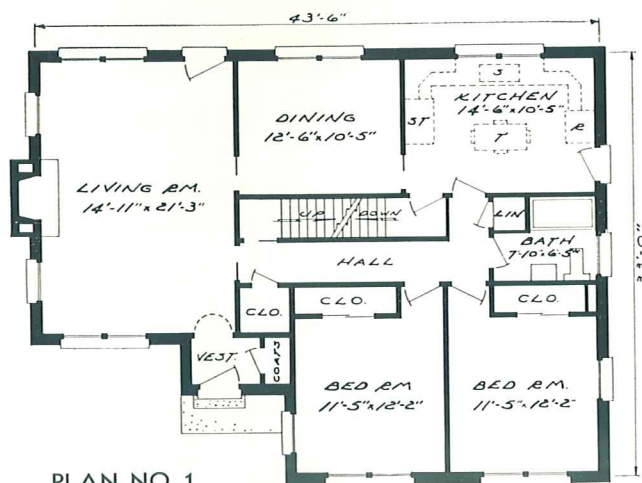 43'-6"
DINING
12'-6"x10'-5"
S
KITCHEN
14'-6"x10'-5"
ST
T
R
LIVING RM.
14'-11"x21'-3"
UP
DOWN
LIN
BATH
7'-10"x6'-5"
HALL
33'-0"
CLO.
CLO.
CLO.
VEST.
COATS
BED RM
11'-5"x12'-2"
BED RM.
11'-5"x12'-2"
PLAN NO. 1